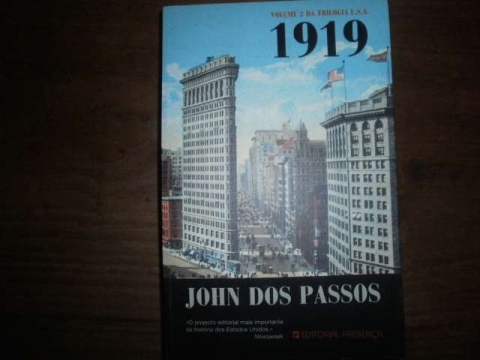 VOLUME 2 DA TRILOGIA U.S.A.
1919
JOHN DOS PASSOS
«O projecto editorial mais importante
da história dos Estados Unidos.»
Newsweek
EDITORIAL PRESENÇA